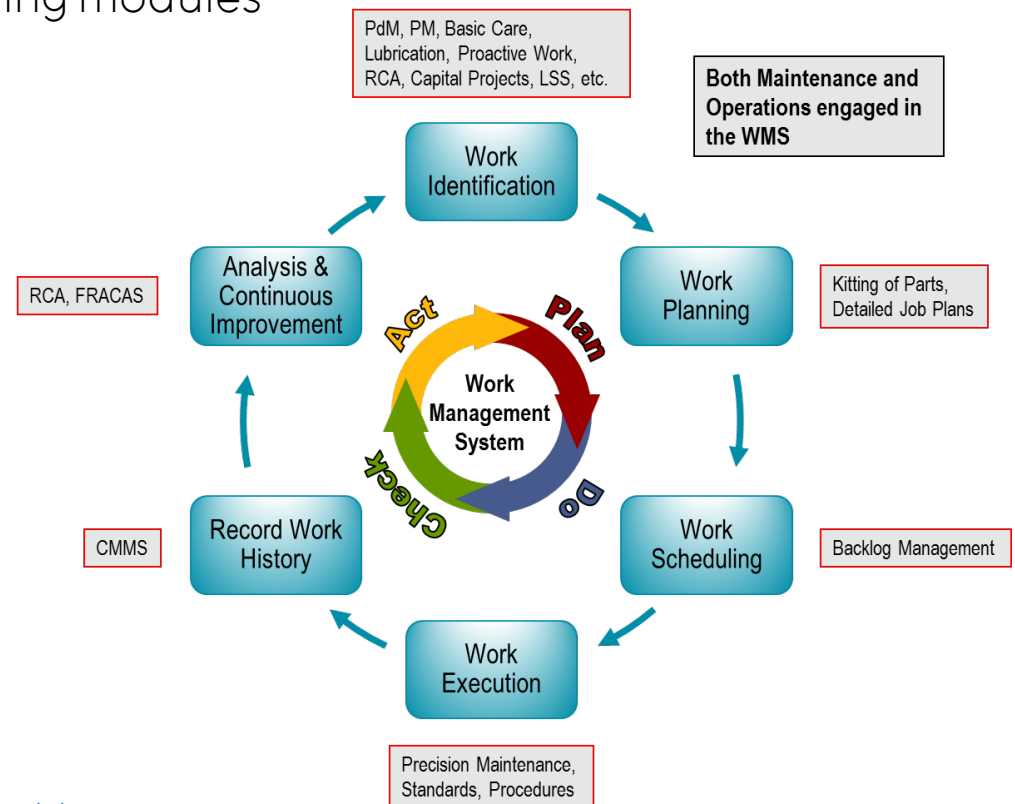 ing modules
PdM, PM, Basic Care,
Lubrication, Proactive Work,
RCA, Capital Projects, LSS, etc.
Both Maintenance and
Operations engaged in
the WMS
Work
Identification
Analysis &
Continuous
Improvement
RCA, FRACAS
Work
Planning
Kitting of Parts,
Detailed Job Plans
Act
Plan
Work
Management
System
Check
Do
Record Work
History
CMMS
Work
Scheduling
Backlog Management
Work
Execution
Precision Maintenance,
Standards, Procedures